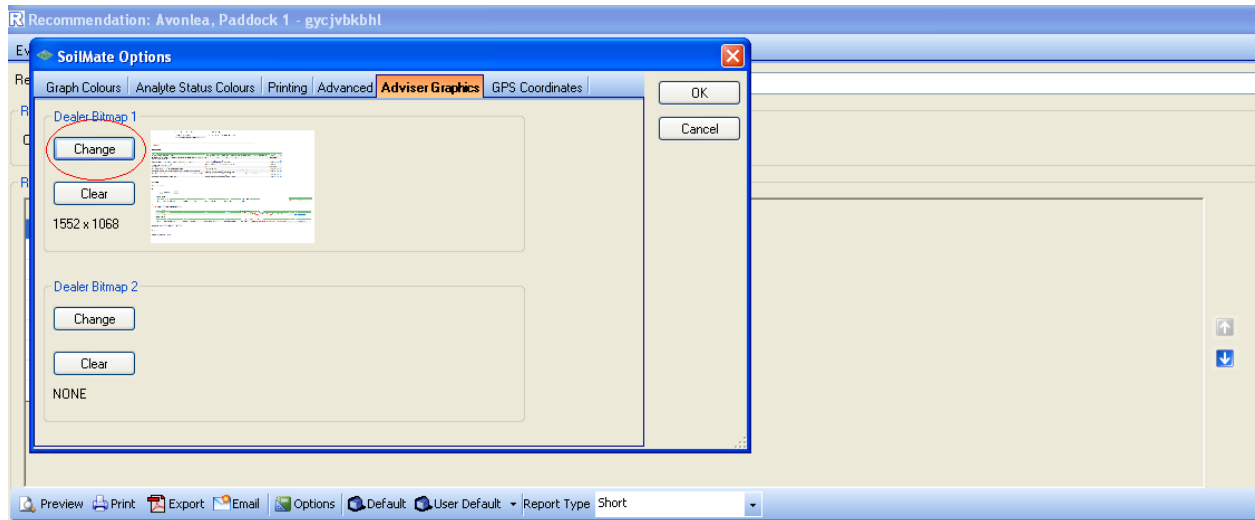 Recommendation: Avonlea, Paddock 1 - gycjvbkbhl
Ev
SoilMate Options
Re
Graph Colours Analyte Status Colours Printing Advanced Adviser Graphics GPS Coordinates
OK
Cancel
R
Dealer Bitmap 1
Change
Clear
1552 x 1068
R
Dealer Bitmap 2
Change
Clear
NONE
Preview Print Export Email Options Default User Default Report Type Short